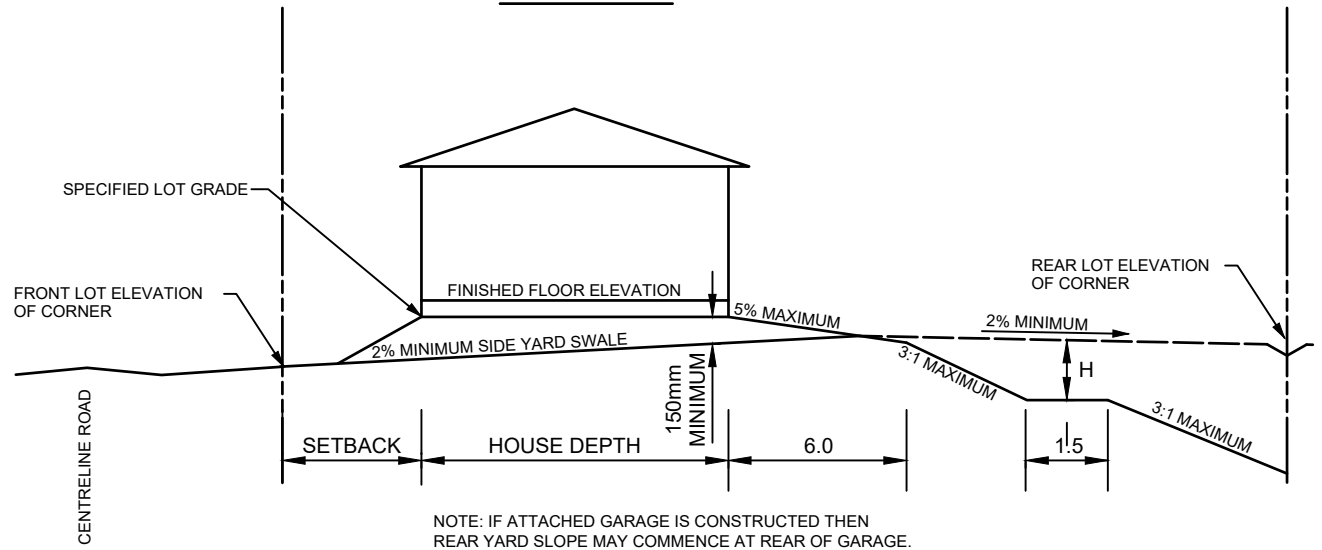 SPECIFIED LOT GRADE
FRONT LOT ELEVATION
OF CORNER
FINISHED FLOOR ELEVATION
REAR LOT ELEVATION
OF CORNER
5% MAXIMUM
2% MINIMUM
2% MINIMUM SIDE YARD SWALE
3:1 MAXIMUM
H
150mm
MINIMUM
3:1 MAXIMUM
CENTRELINE ROAD
SETBACK
HOUSE DEPTH
6.0
1.5
NOTE: IF ATTACHED GARAGE IS CONSTRUCTED THEN
REAR YARD SLOPE MAY COMMENCE AT REAR OF GARAGE.